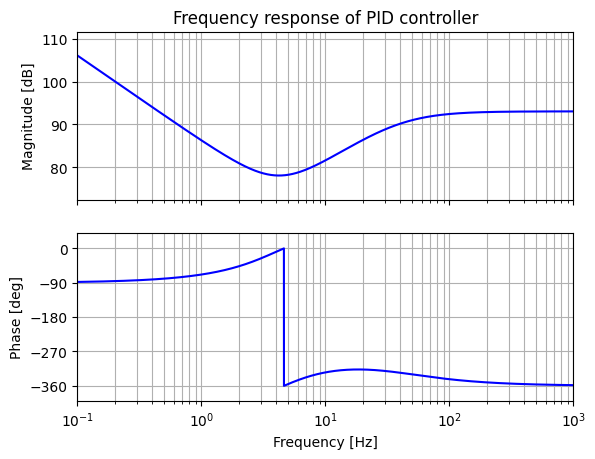 Frequency response of PID controller
110
100
90
80
Magnitude [dB]
0
−90
−180
−270
−360
Phase [deg]
10⁻¹ 10⁰ 10¹ 10² 10³
Frequency [Hz]